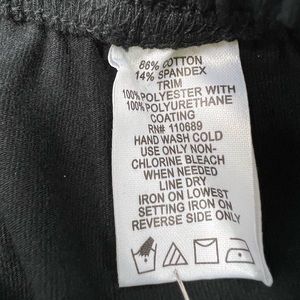 86% COTTON
14% SPANDEX
TRIM
100%POLYESTER WITH
100%POLYURETHANE
COATING
RN# 110689
HAND WASH COLD
USE ONLY NON-
CHLORINE BLEACH
WHEN NEEDED
LINE DRY
IRON ON LOWEST
SETTING IRON ON
REVERSE SIDE ONLY